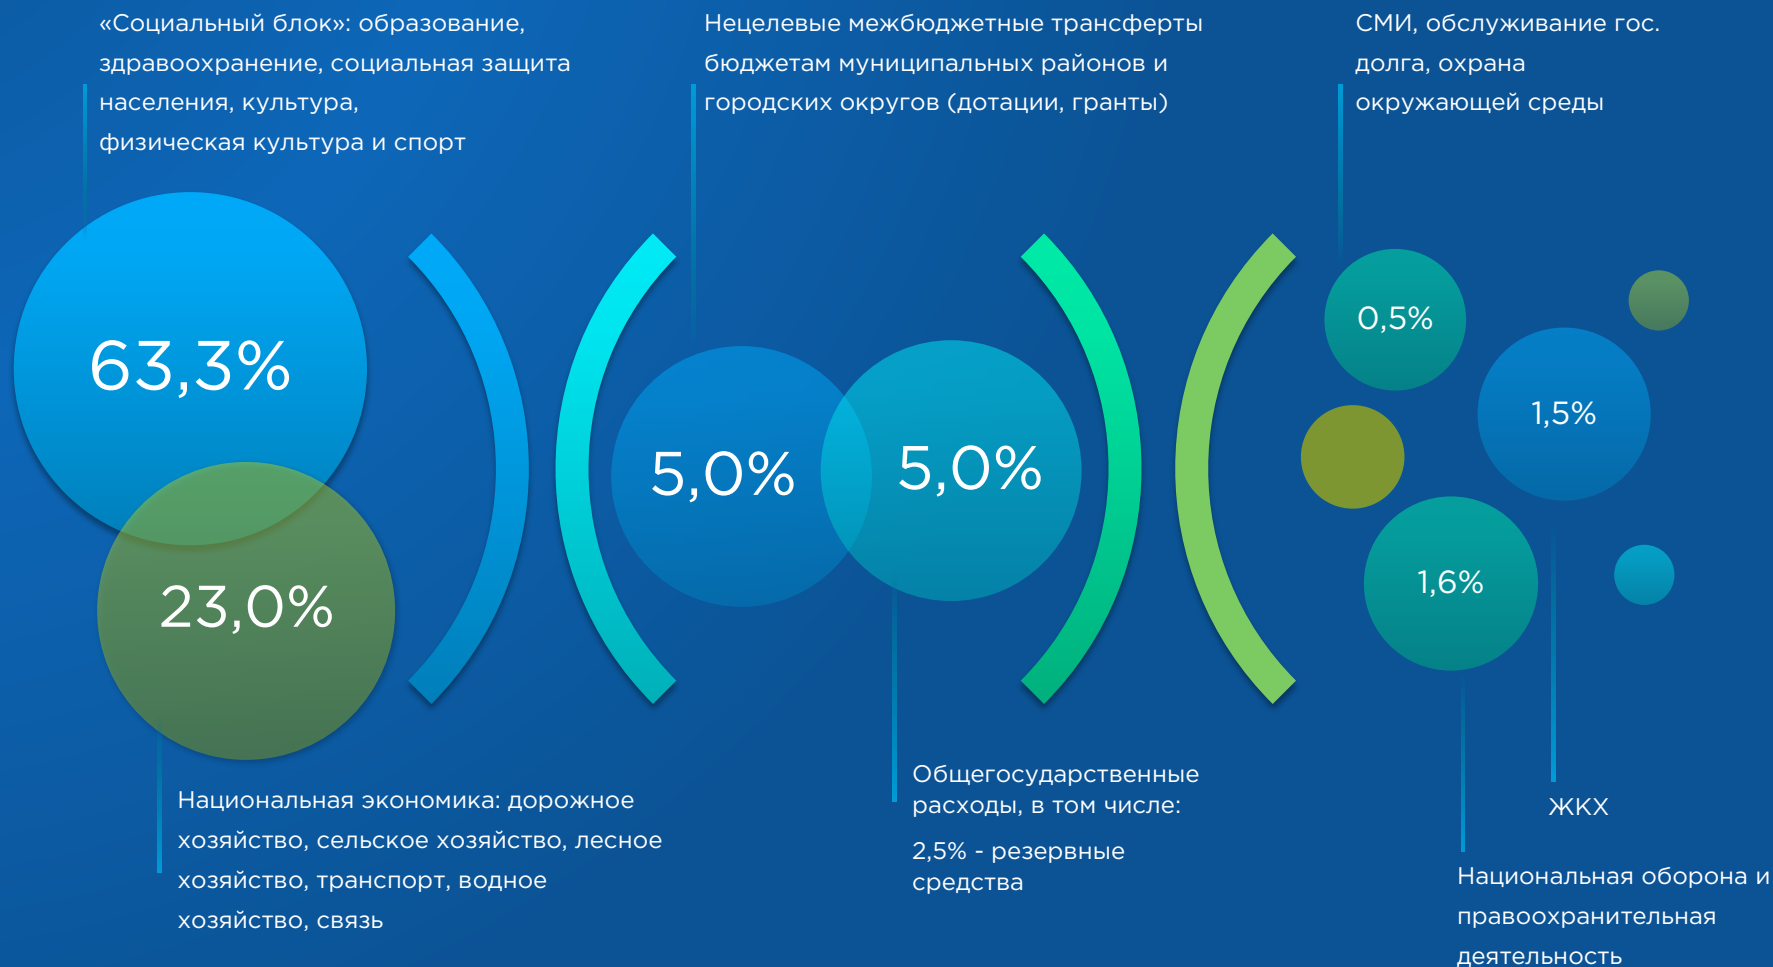 «Социальный блок»: образование,
здравоохранение, социальная защита
населения, культура,
физическая культура и спорт
Нецелевые межбюджетные трансферты
бюджетам муниципальных районов и
городских округов (дотации, гранты)
СМИ, обслуживание гос.
долга, охрана
окружающей среды
63,3%
23,0%
5,0%
5,0%
0,5%
1,5%
1,6%
Национальная экономика: дорожное
хозяйство, сельское хозяйство, лесное
хозяйство, транспорт, водное
хозяйство, связь
Общегосударственные
расходы, в том числе:
2,5% - резервные
средства
ЖКХ
Национальная оборона и
правоохранительная
деятельность